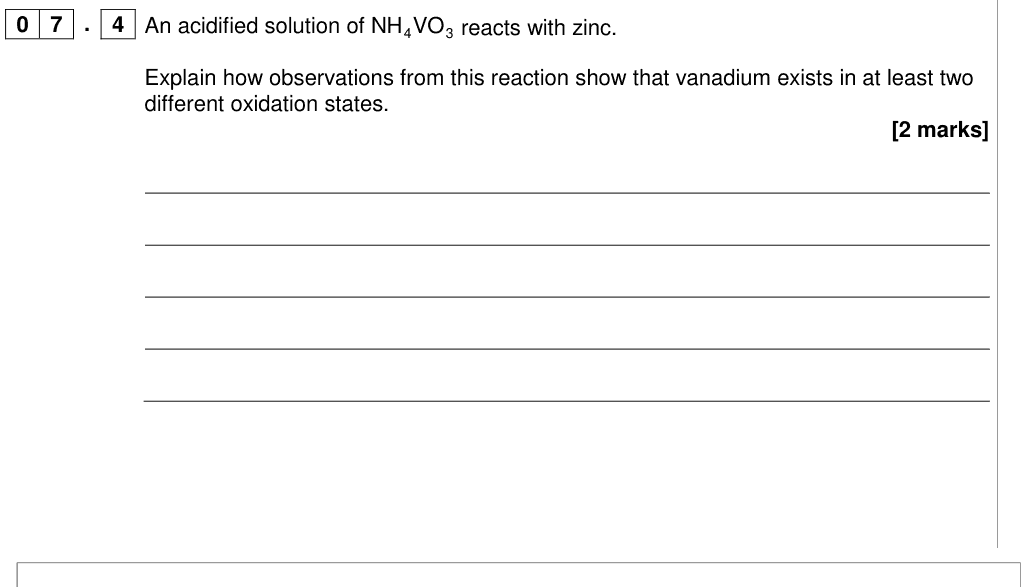 0 7 . 4 An acidified solution of NH₄VO₃ reacts with zinc.
Explain how observations from this reaction show that vanadium exists in at least two
different oxidation states.
[2 marks]